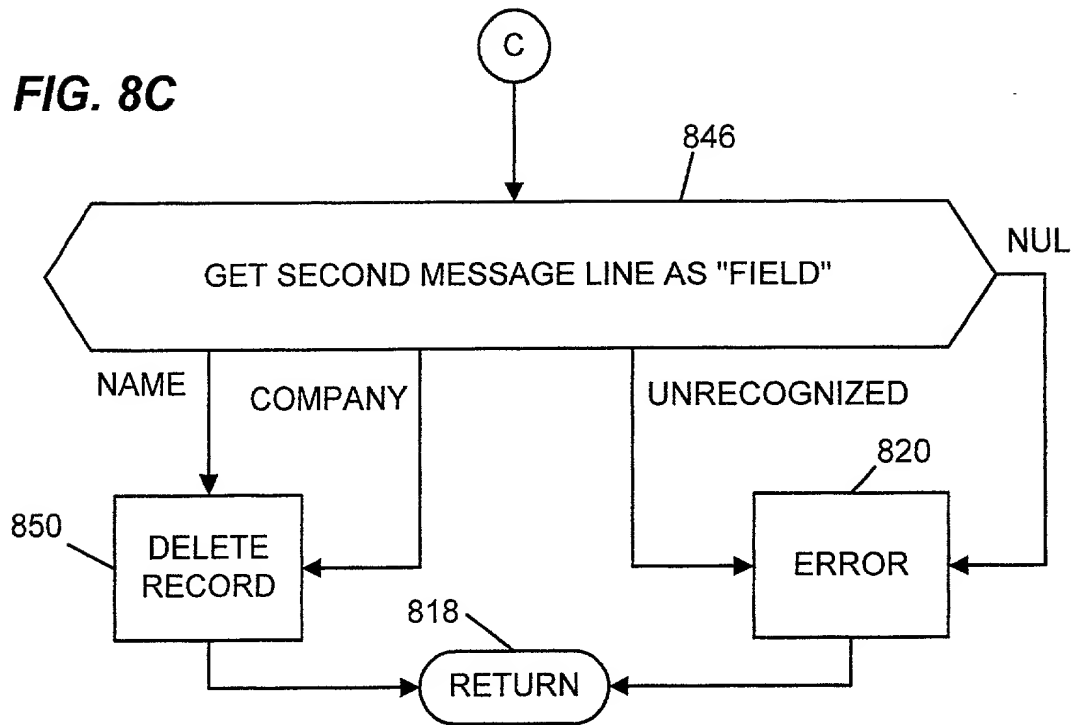 C
FIG. 8C
846
NUL
GET SECOND MESSAGE LINE AS "FIELD"
NAME
COMPANY
UNRECOGNIZED
820
850
DELETE
RECORD
ERROR
818
RETURN